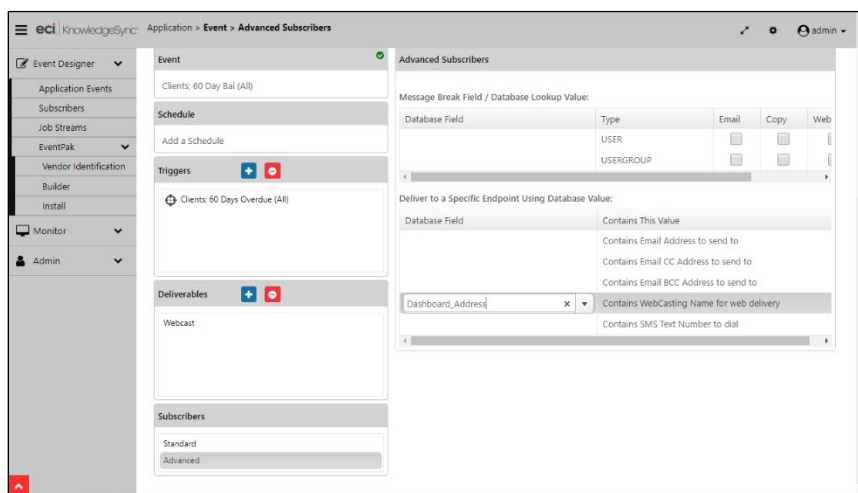 eci KnowledgeSync Application > Event > Advanced Subscribers admin
Event Designer
Application Events
Subscribers
Job Streams
EventPak
Vendor Identification
Builder
Install
Monitor
Admin
Event
Clients; 60 Day Bal (All)
Schedule
Add a Schedule
Triggers
Clients; 60 Days Overdue (All)
Deliverables
Webcast
Subscribers
Standard
Advanced
Advanced Subscribers
Message Break Field / Database Lookup Value:
Database Field Type Email Copy Web
USER
USERGROUP
Deliver to a Specific Endpoint Using Database Value:
Database Field Contains This Value
Contains Email Address to send to
Contains Email CC Address to send to
Contains Email BCC Address to send to
Dashboard_Address Contains WebCasting Name for web delivery
Contains SMS Text Number to dial